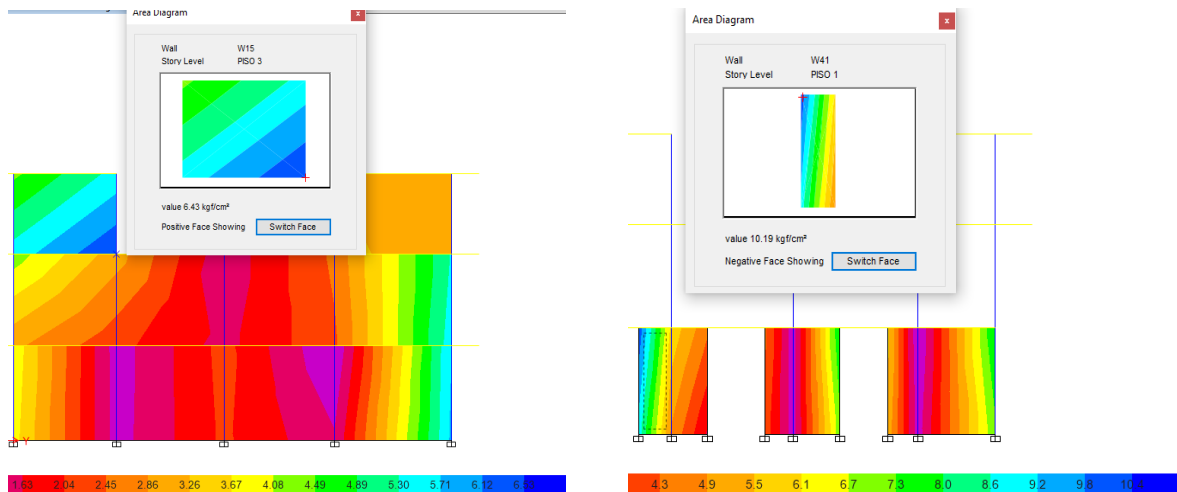 Area Diagram
Wall W15
Story Level PISO 3
value 6.43 kgf/cm²
Positive Face Showing Switch Face
Y
1.63 2.04 2.45 2.86 3.26 3.67 4.08 4.49 4.89 5.30 5.71 6.12
Area Diagram
x
Wall W41
Story Level PISO 1
value 10.19 kgf/cm²
Negative Face Showing Switch Face
4.3 4.9 5.5 6.1 6.7 7.3 8.0 8.6 9.2 9.8